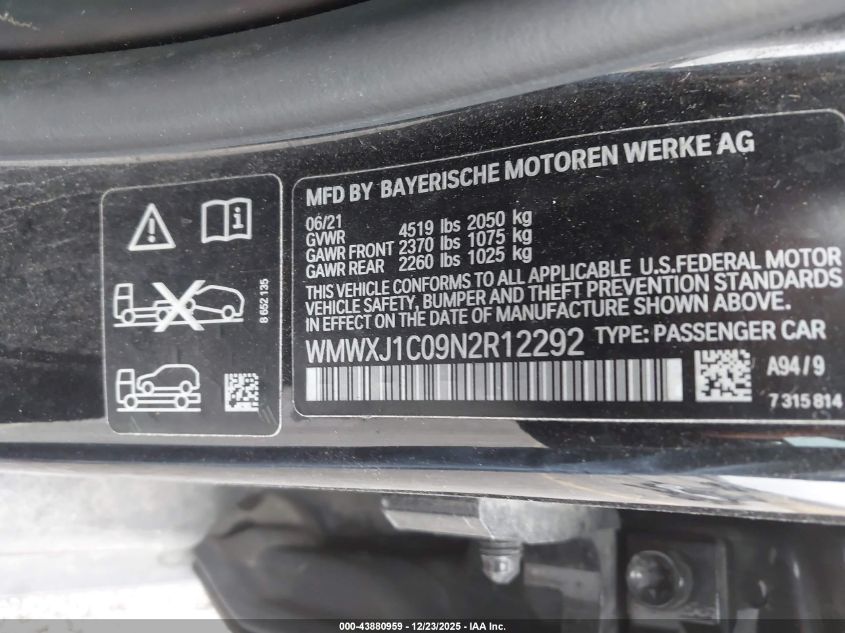 MFD BY BAYERISCHE MOTOREN WERKE AG
06/21
GVWR 4519 lbs 2050 kg
GAWR FRONT 2370 lbs 1075 kg
GAWR REAR 2260 lbs 1025 kg
THIS VEHICLE CONFORMS TO ALL APPLICABLE U.S.FEDERAL MOTOR
VEHICLE SAFETY, BUMPER AND THEFT PREVENTION STANDARDS
IN EFFECT ON THE DATE OF MANUFACTURE SHOWN ABOVE.
WMWXJ1C09N2R12292 TYPE: PASSENGER CAR
A94/9
7 315 814
8 652 135
000-43880959 - 12/23/2025 - IAA Inc.